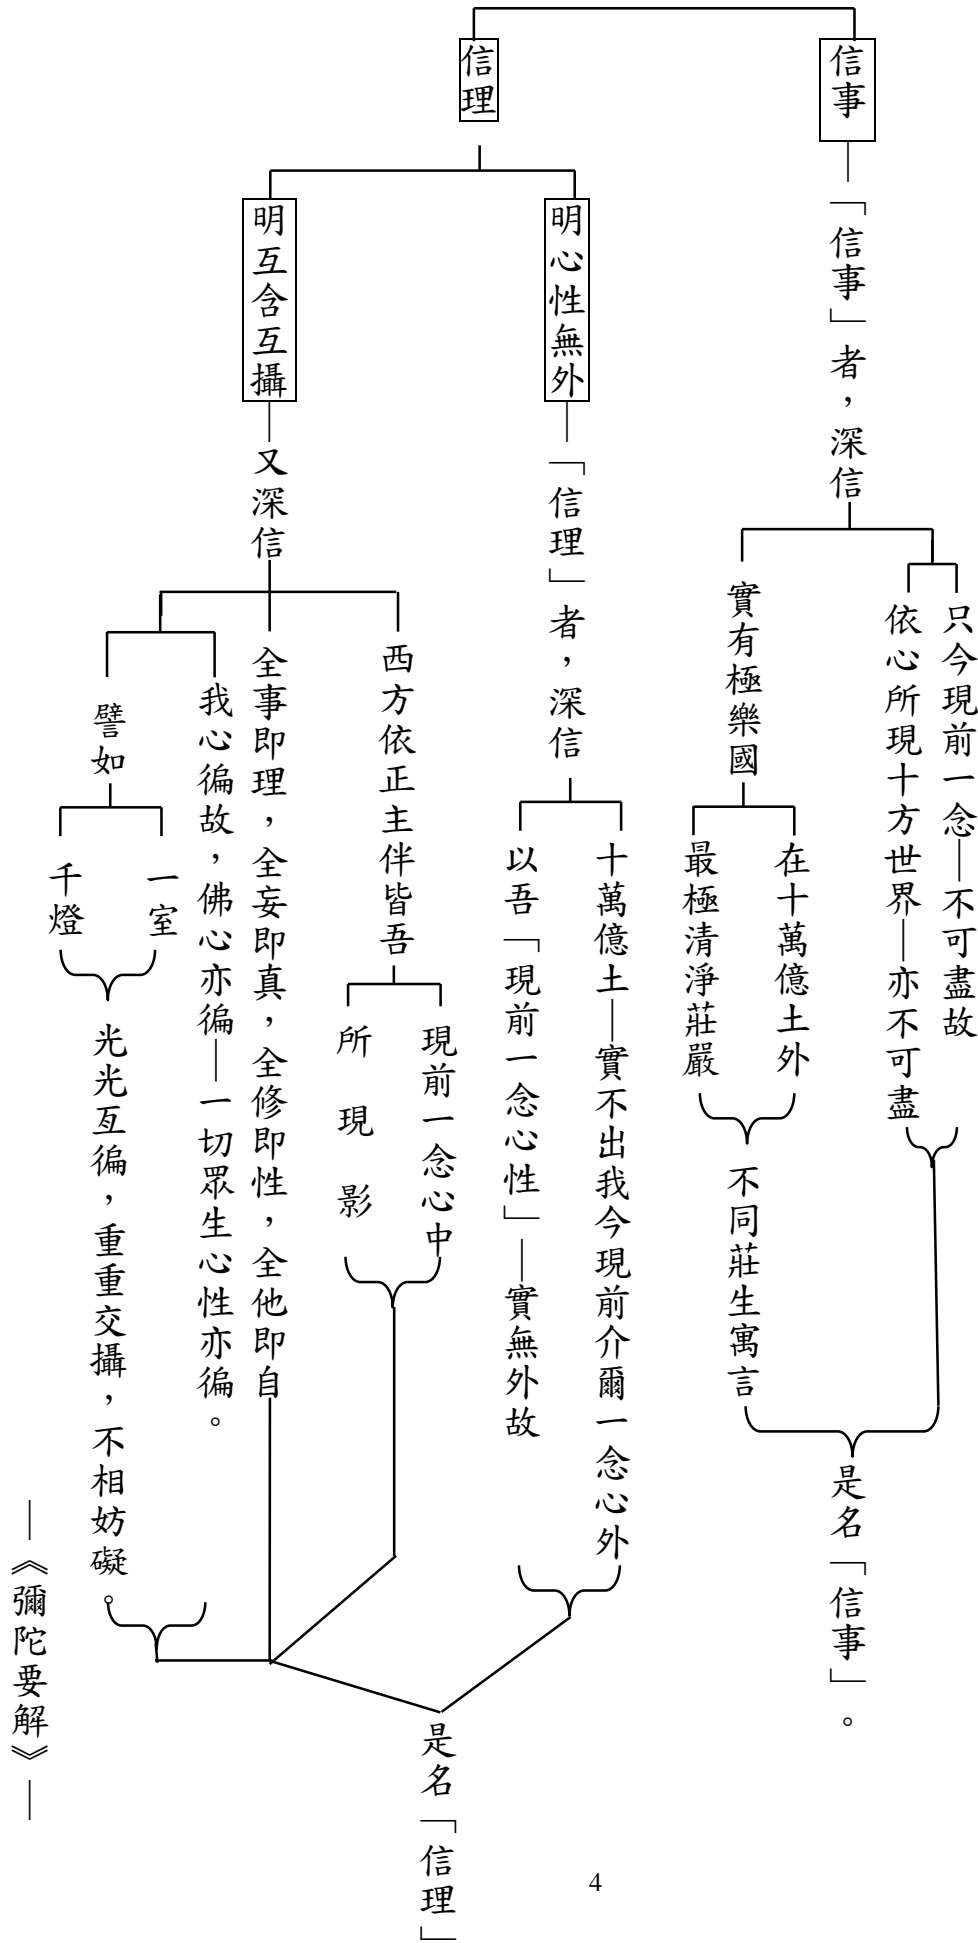 信事
「信事」者，深信
只今現前一念—不可盡故
依心所現十方世界—亦不可盡
實有極樂國
在十萬億土外
最極清淨莊嚴
不同莊生寓言
是名「信事」。
信理
明心性無外
「信理」者，深信
十萬億土—實不出我今現前介爾一念心外
以吾「現前一念心性」—實無外故
明互含互攝
又深信
西方依正主伴皆吾
現前一念心中
所現影
全事即理，全妄即真，全修即性，全他即自
我心徧故，佛心亦徧—一切眾生心性亦徧。
譬如
一室
千燈
光光互徧，重重交攝，不相妨礙。
是名「信理」
—《彌陀要解》—
4